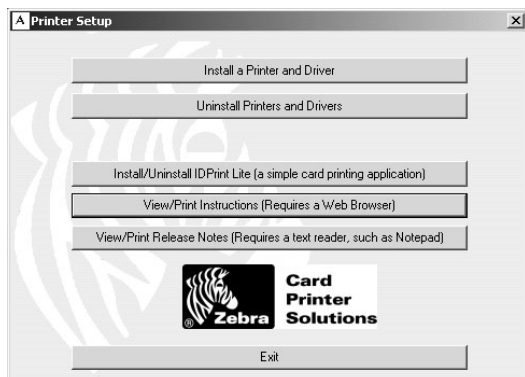 A Printer Setup
Install a Printer and Driver
Uninstall Printers and Drivers
Install/Uninstall IDPrint Lite (a simple card printing application)
View/Print Instructions (Requires a Web Browser)
View/Print Release Notes (Requires a text reader, such as Notepad)
Card
Printer
® Zebra Solutions
Exit